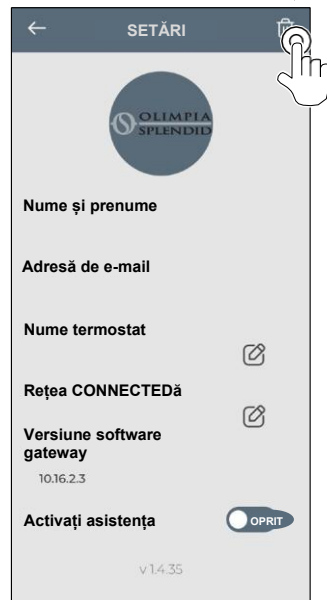 SETĂRI
OLIMPIA
SPLENDID
Nume și prenume
Adresă de e-mail
Nume termostat
Rețea CONNECTEDă
Versiune software
gateway
10.16.2.3
Activați asistența
OPRIT
v 1.4.35